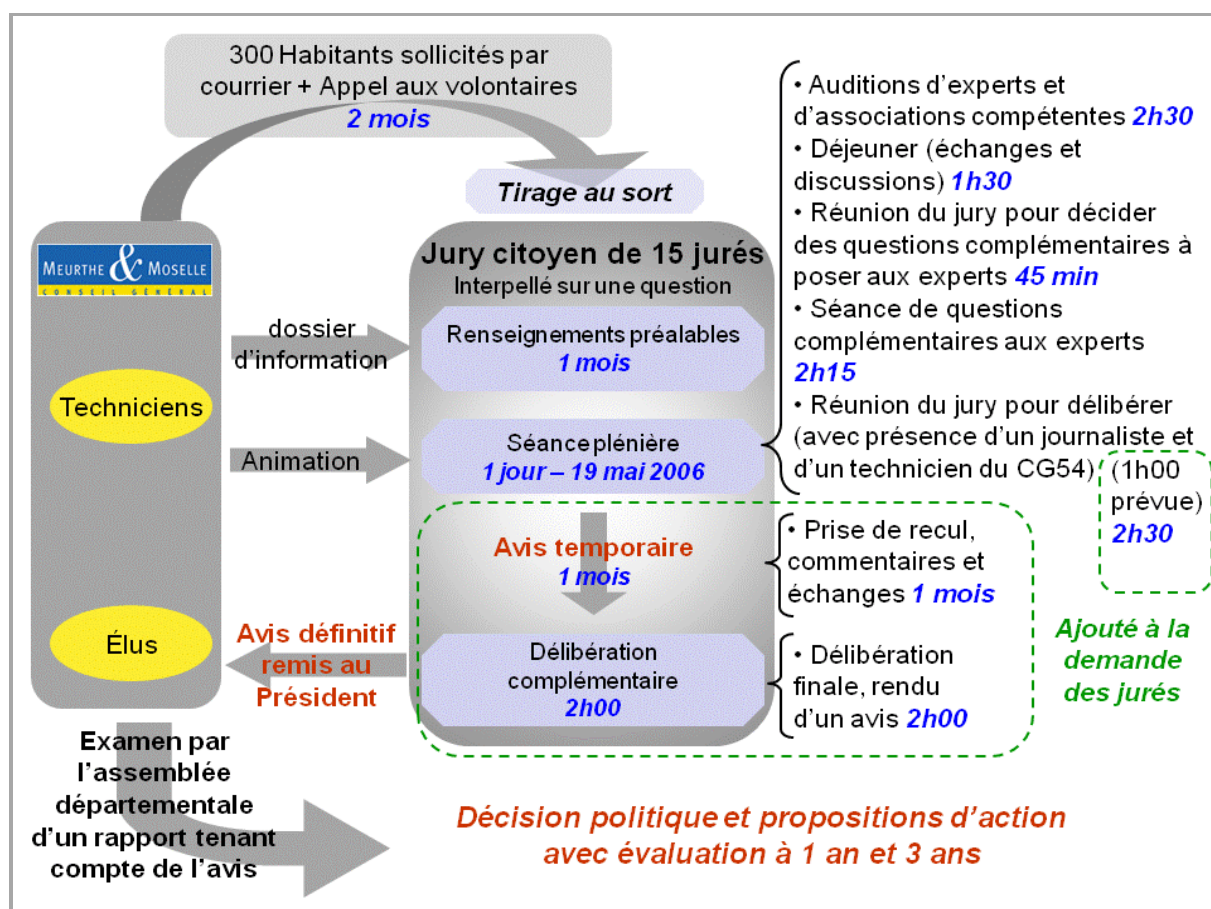 300 Habitants sollicités par
courrier + Appel aux volontaires
2 mois
Tirage au sort
MEURTHE & MOSELLE
CONSEIL GÉNÉRAL
Techniciens
Élus
dossier
d'information
Animation
Jury citoyen de 15 jurés
Interpellé sur une question
Renseignements préalables
1 mois
Séance plénière
1 jour – 19 mai 2006
• Auditions d'experts et
d'associations compétentes 2h30
• Déjeuner (échanges et
discussions) 1h30
• Réunion du jury pour décider
des questions complémentaires à
poser aux experts 45 min
• Séance de questions
complémentaires aux experts
2h15
• Réunion du jury pour délibérer
(avec présence d'un journaliste et
d'un technicien du CG54)
(1h00
prévue)
2h30
Avis temporaire
1 mois
• Prise de recul,
commentaires et
échanges 1 mois
Délibération
complémentaire
2h00
• Délibération
finale, rendu
d'un avis 2h00
Ajouté à la
demande
des jurés
Avis définitif
remis au
Président
Examen par
l'assemblée
départementale
d'un rapport tenant
compte de l'avis
Décision politique et propositions d'action
avec évaluation à 1 an et 3 ans